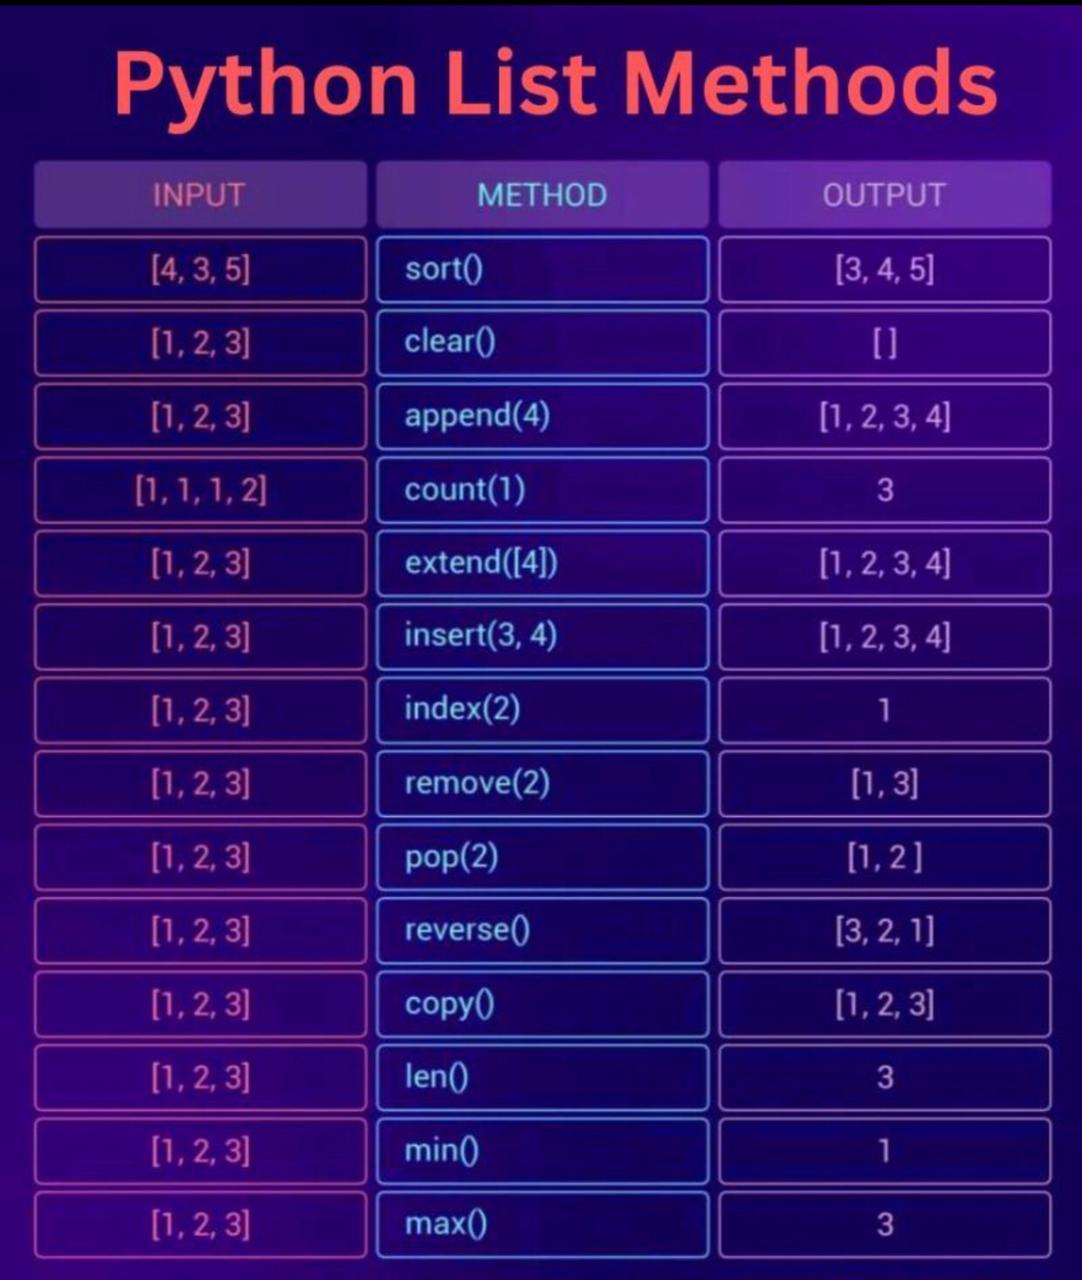 Python List Methods
INPUT METHOD OUTPUT
[4, 3, 5] sort() [3, 4, 5]
[1, 2, 3] clear() [ ]
[1, 2, 3] append(4) [1, 2, 3, 4]
[1, 1, 1, 2] count(1) 3
[1, 2, 3] extend([4]) [1, 2, 3, 4]
[1, 2, 3] insert(3, 4) [1, 2, 3, 4]
[1, 2, 3] index(2) 1
[1, 2, 3] remove(2) [1, 3]
[1, 2, 3] pop(2) [1, 2 ]
[1, 2, 3] reverse() [3, 2, 1]
[1, 2, 3] copy() [1, 2, 3]
[1, 2, 3] len() 3
[1, 2, 3] min() 1
[1, 2, 3] max() 3